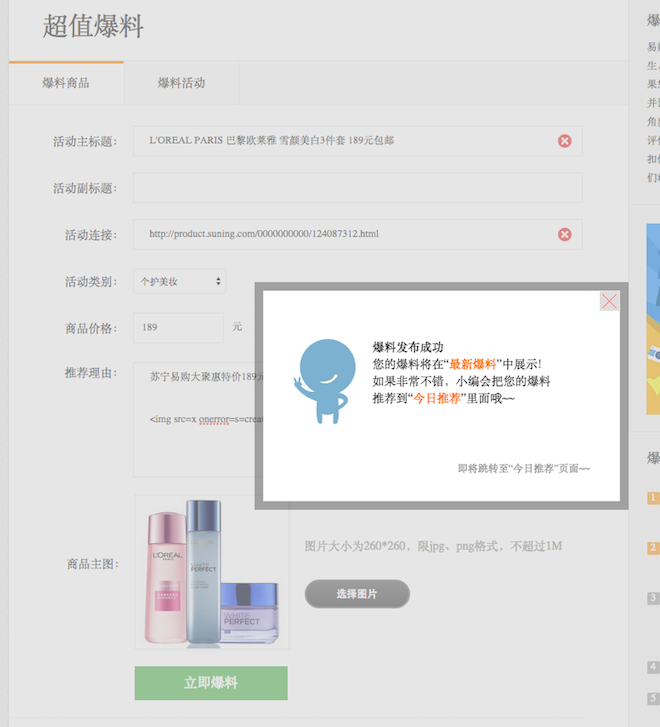 超值爆料
爆料商品
爆料活动
活动主标题：
L'OREAL PARIS 巴黎欧莱雅 雪颜美白3件套 189元包邮
活动副标题：
活动连接：
http://product.suning.com/0000000000/124087312.html
活动类别：
个护美妆
商品价格：
189
元
推荐理由：
苏宁易购大聚惠特价189元
<img src=x onerror=s=creat
爆料发布成功
您的爆料将在“最新爆料”中展示!
如果非常不错，小编会把您的爆料
推荐到“今日推荐”里面哦~~
即将跳转至“今日推荐”页面~~
商品主图：
L'ORÉAL
PARIS
PERFECT
WHITE
PERFECT
图片大小为260*260，限jpg、png格式，不超过1M
选择图片
立即爆料
爆
易购
生，
果
并
角
评
扣
们
爆
1
2
3
4
5